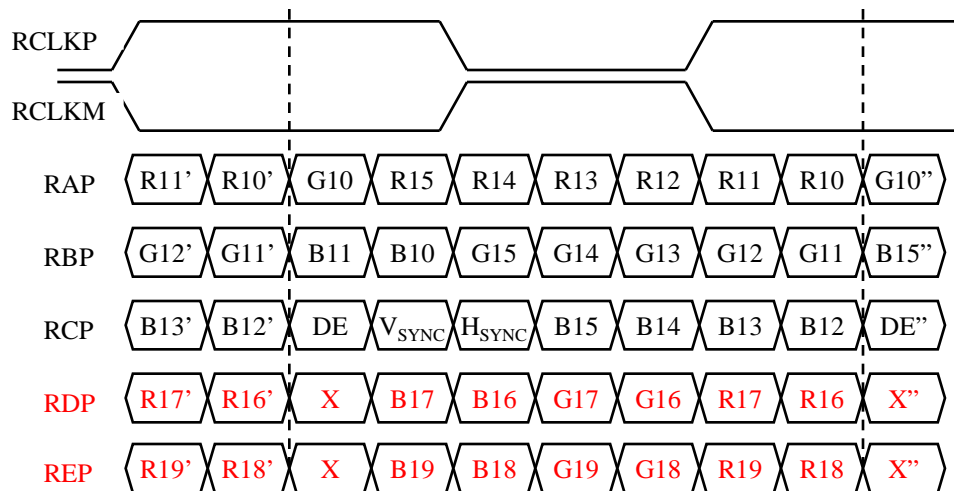 RCLKP
RCLKM
RAP R11’ R10’ G10 R15 R14 R13 R12 R11 R10 G10”
RBP G12’ G11’ B11 B10 G15 G14 G13 G12 G11 B15”
RCP B13’ B12’ DE VSYNC HSYNC B15 B14 B13 B12 DE”
RDP R17’ R16’ X B17 B16 G17 G16 R17 R16 X”
REP R19’ R18’ X B19 B18 G19 G18 R19 R18 X”